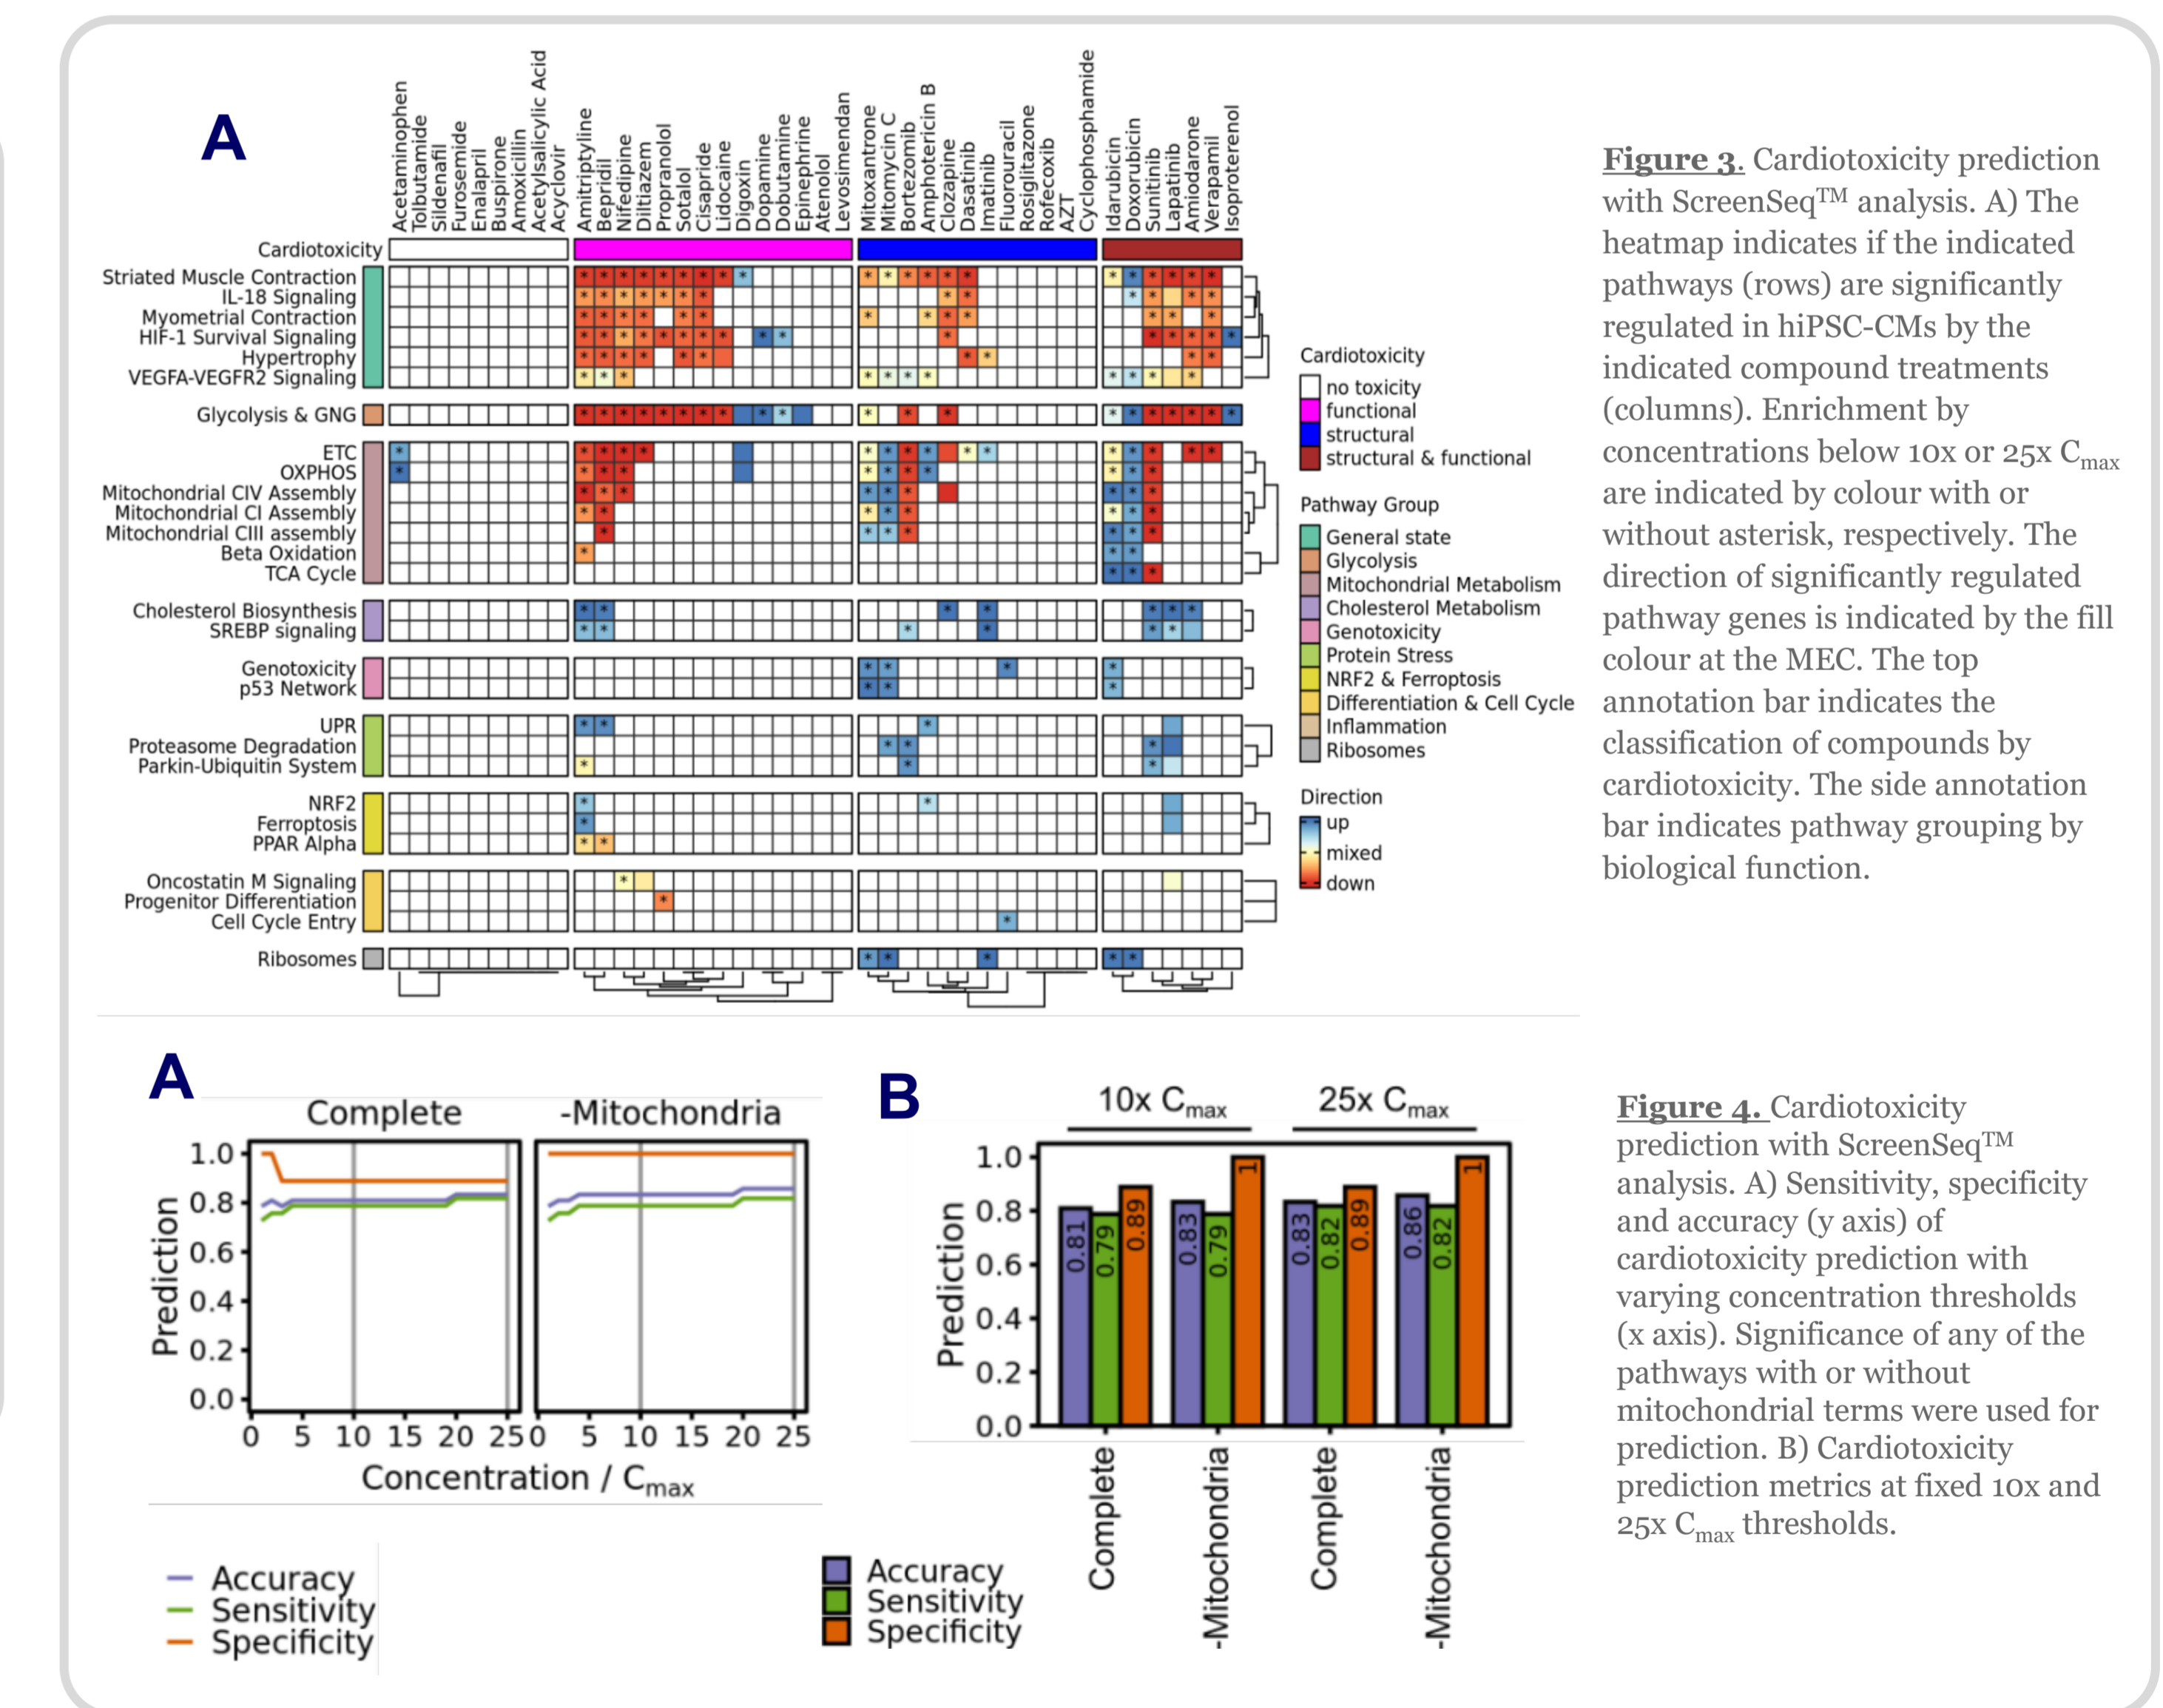 A
Acetaminophen
Tolbutamide
Sildenafil
Furosemide
Enalapril
Buspirone
Amoxicillin
Acetylsalicylic Acid
Acyclovir
Amitriptyline
Bepridil
Nifedipine
Diltiazem
Propranolol
Sotalol
Cisapride
Lidocaine
Digoxin
Dopamine
Dobutamine
Epinephrine
Atenolol
Levosimendan
Mitoxantrone
Mitomycin C
Bortezomib
Amphotericin B
Clozapine
Dasatinib
Imatinib
Fluorouracil
Rosiglitazone
Rofecoxib
AZT
Cyclophosphamide
Idarubicin
Doxorubicin
Sunitinib
Lapatinib
Amiodarone
Verapamil
Isoproterenol
Cardiotoxicity
Striated Muscle Contraction
IL-18 Signaling
Myometrial Contraction
HIF-1 Survival Signaling
Hypertrophy
VEGFA-VEGFR2 Signaling
Glycolysis & GNG
ETC
OXPHOS
Mitochondrial CIV Assembly
Mitochondrial CI Assembly
Mitochondrial CIII assembly
Beta Oxidation
TCA Cycle
Cholesterol Biosynthesis
SREBP signaling
Genotoxicity
p53 Network
UPR
Proteasome Degradation
Parkin-Ubiquitin System
NRF2
Ferroptosis
PPAR Alpha
Oncostatin M Signaling
Progenitor Differentiation
Cell Cycle Entry
Ribosomes
Cardiotoxicity
no toxicity
functional
structural
structural & functional
Pathway Group
General state
Glycolysis
Mitochondrial Metabolism
Cholesterol Metabolism
Genotoxicity
Protein Stress
NRF2 & Ferroptosis
Differentiation & Cell Cycle
Inflammation
Ribosomes
Direction
up
mixed
down
Figure 3. Cardiotoxicity prediction
with ScreenSeq™ analysis. A) The
heatmap indicates if the indicated
pathways (rows) are significantly
regulated in hiPSC-CMs by the
indicated compound treatments
(columns). Enrichment by
concentrations below 10x or 25x Cmax
are indicated by colour with or
without asterisk, respectively. The
direction of significantly regulated
pathway genes is indicated by the fill
colour at the MEC. The top
annotation bar indicates the
classification of compounds by
cardiotoxicity. The side annotation
bar indicates pathway grouping by
biological function.
A
Complete
-Mitochondria
Prediction
1.0
0.8
0.6
0.4
0.2
0.0
0 5 10 15 20 25
0 5 10 15 20 25
Concentration / Cmax
Accuracy
Sensitivity
Specificity
B
10x Cmax
25x Cmax
Prediction
1.0
0.8
0.6
0.4
0.2
0.0
0.81
0.79
0.89
0.83
0.79
1
0.83
0.82
0.89
0.86
0.82
1
Complete
-Mitochondria
Complete
-Mitochondria
Accuracy
Sensitivity
Specificity
Figure 4. Cardiotoxicity
prediction with ScreenSeq™
analysis. A) Sensitivity, specificity
and accuracy (y axis) of
cardiotoxicity prediction with
varying concentration thresholds
(x axis). Significance of any of the
pathways with or without
mitochondrial terms were used for
prediction. B) Cardiotoxicity
prediction metrics at fixed 10x and
25x Cmax thresholds.